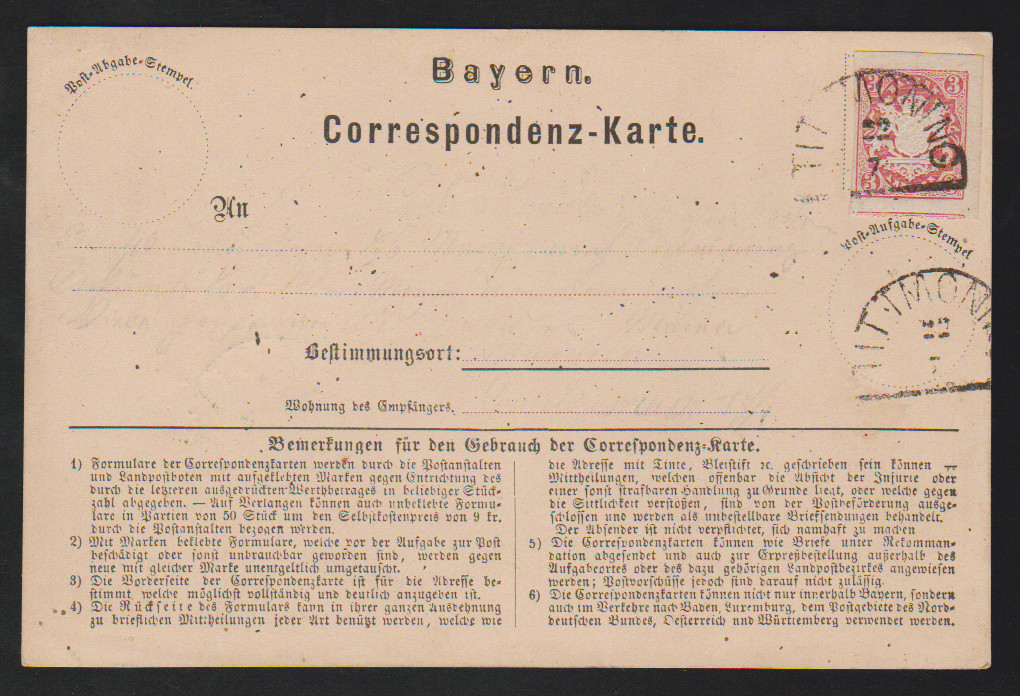 Post-Abgabe-Stempel.
Bayern.
Correspondenz-Karte.
3 3
3 3
TITTMONING
22
7
An
Post-Aufgabe-Stempel
TITTMONING
Bestimmungsort:
Wohnung des Empfängers.
Bemerkungen für den Gebrauch der Correspondenz-Karte.
1) Formulare der Correspondenzkarten werden durch die Postanstalten
und Landpostboten mit aufgeklebten Marken gegen Entrichtung des
durch die letzteren ausgedrückten Werthbetrages in beliebiger Stück-
zahl abgegeben. — Auf Verlangen können auch unbeklebte Formu-
lare in Partien von 50 Stück um den Selbstkostenpreis von 9 kr.
durch die Postanstalten bezogen werden.
2) Mit Marken beklebte Formulare, welche vor der Aufgabe zur Post
beschädigt oder sonst unbrauchbar geworden sind, werden gegen
neue mit gleicher Marke unentgeltlich umgetauscht.
3) Die Vorderseite der Correspondenzkarte ist für die Adresse be-
stimmt, welche möglichst vollständig und deutlich anzugeben ist.
4) Die Rückseite des Formulars kann in ihrer ganzen Ausdehnung
zu brieflichen Mittheilungen jeder Art benützt werden, welche wie
die Adresse mit Tinte, Bleistift ꝛc. geschrieben sein können —
Mittheilungen, welchen offenbar die Absicht der Injurie oder
einer sonst strafbaren Handlung zu Grunde liegt, oder welche gegen
die Sittlichkeit verstoßen, sind von der Postbeförderung ausge-
schlossen und werden als unbestellbare Briefsendungen behandelt.
Der Absender ist nicht verpflichtet, sich namhaft zu machen
5) Die Correspondenzkarten können wie Briefe unter Rekomman-
dation abgesendet und auch zur Expreßbestellung außerhalb des
Aufgabeortes oder des dazu gehörigen Landpostbezirks angewiesen
werden; Postvorschüsse jedoch sind darauf nicht zulässig.
6) Die Correspondenzkarten können nicht nur innerhalb Bayern, sondern
auch im Verkehre nach Baden, Luxemburg, dem Postgebiete des Nord-
deutschen Bundes, Oesterreich und Württemberg verwendet werden.